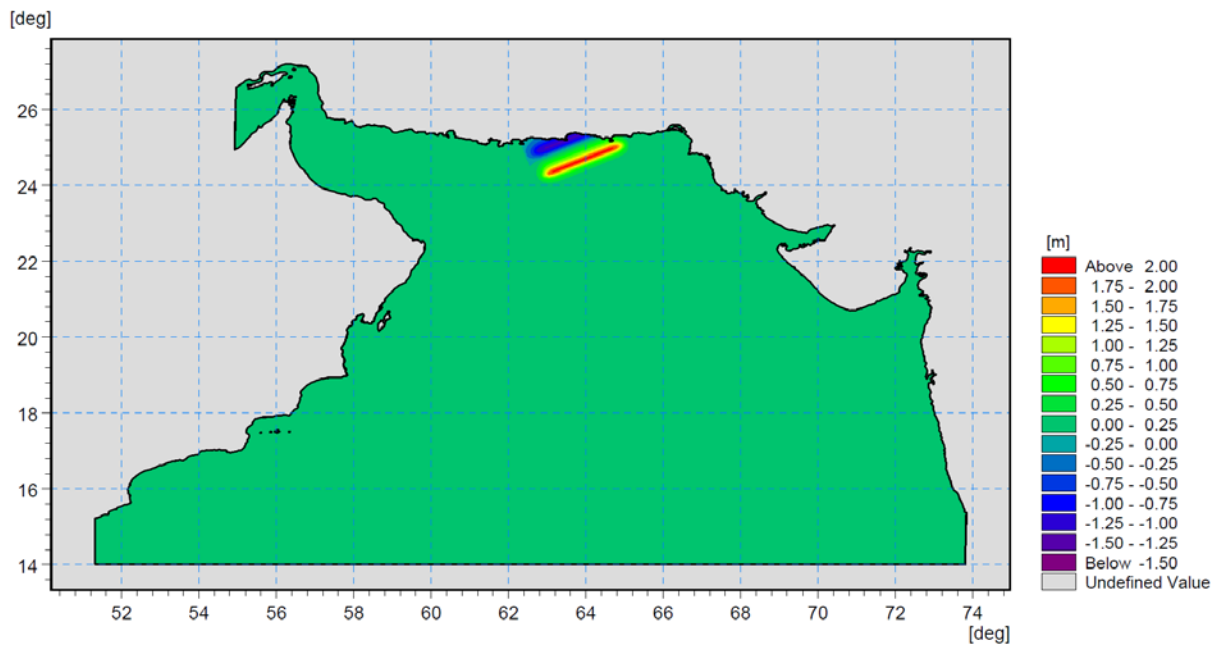 [deg]
26
24
22
20
18
16
14
52 54 56 58 60 62 64 66 68 70 72 74
[deg]
[m]
Above 2.00
1.75 - 2.00
1.50 - 1.75
1.25 - 1.50
1.00 - 1.25
0.75 - 1.00
0.50 - 0.75
0.25 - 0.50
0.00 - 0.25
-0.25 - 0.00
-0.50 - -0.25
-0.75 - -0.50
-1.00 - -0.75
-1.25 - -1.00
-1.50 - -1.25
Below -1.50
Undefined Value